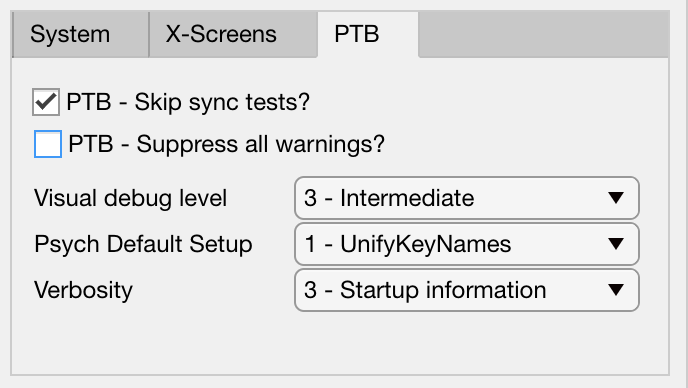 System X-Screens PTB
PTB - Skip sync tests?
PTB - Suppress all warnings?
Visual debug level 3 - Intermediate
Psych Default Setup 1 - UnifyKeyNames
Verbosity 3 - Startup information